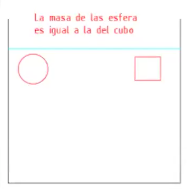 La masa de las esfera
es igual a la del cubo